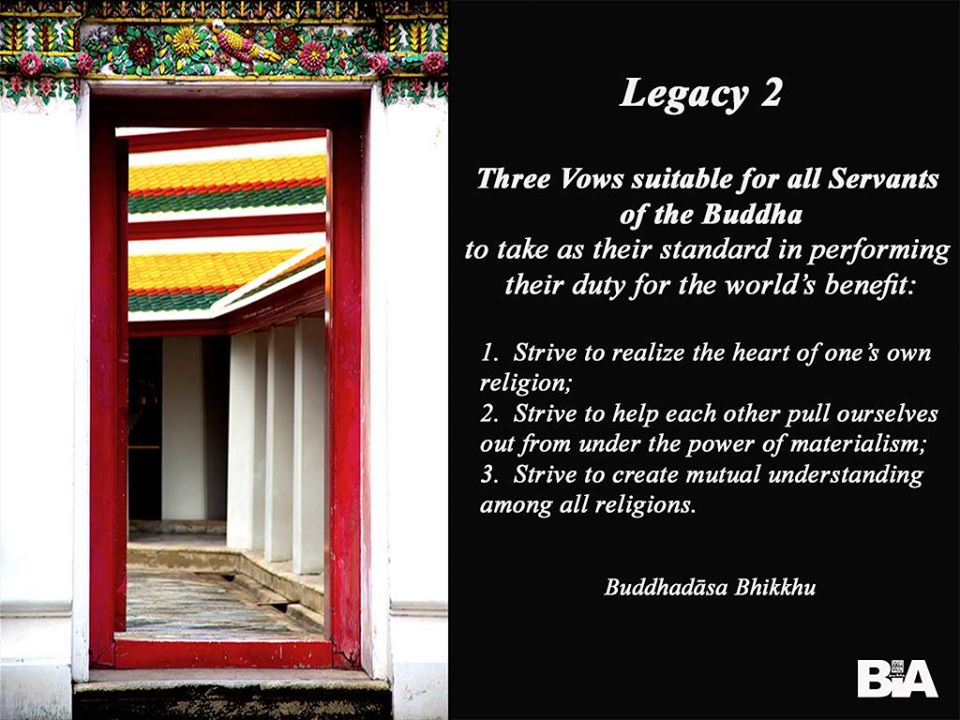 Legacy 2
Three Vows suitable for all Servants
of the Buddha
to take as their standard in performing
their duty for the world’s benefit:
1. Strive to realize the heart of one’s own
religion;
2. Strive to help each other pull ourselves
out from under the power of materialism;
3. Strive to create mutual understanding
among all religions.
Buddhadāsa Bhikkhu
BIA